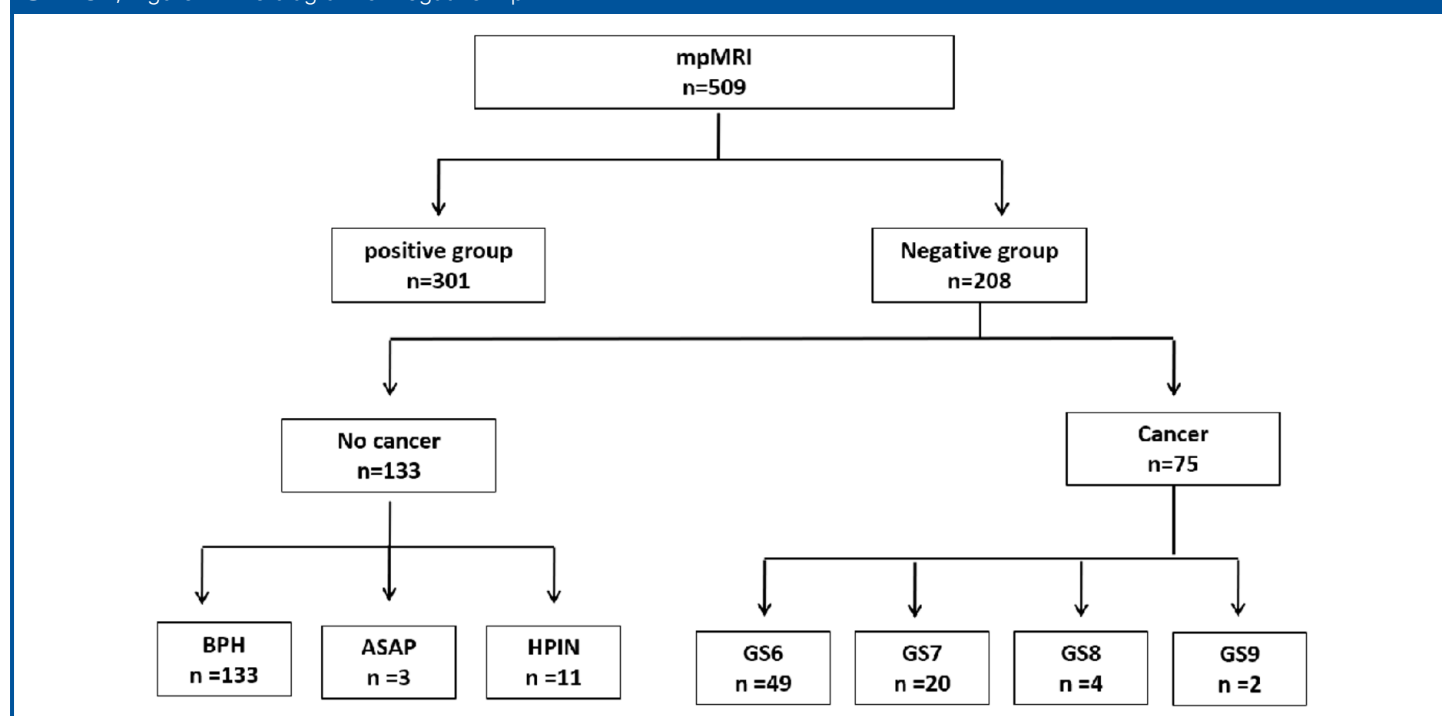 mpMRI
n=509
positive group
n=301
Negative group
n=208
No cancer
n=133
Cancer
n=75
BPH
n =133
ASAP
n =3
HPIN
n =11
GS6
n =49
GS7
n =20
GS8
n =4
GS9
n =2